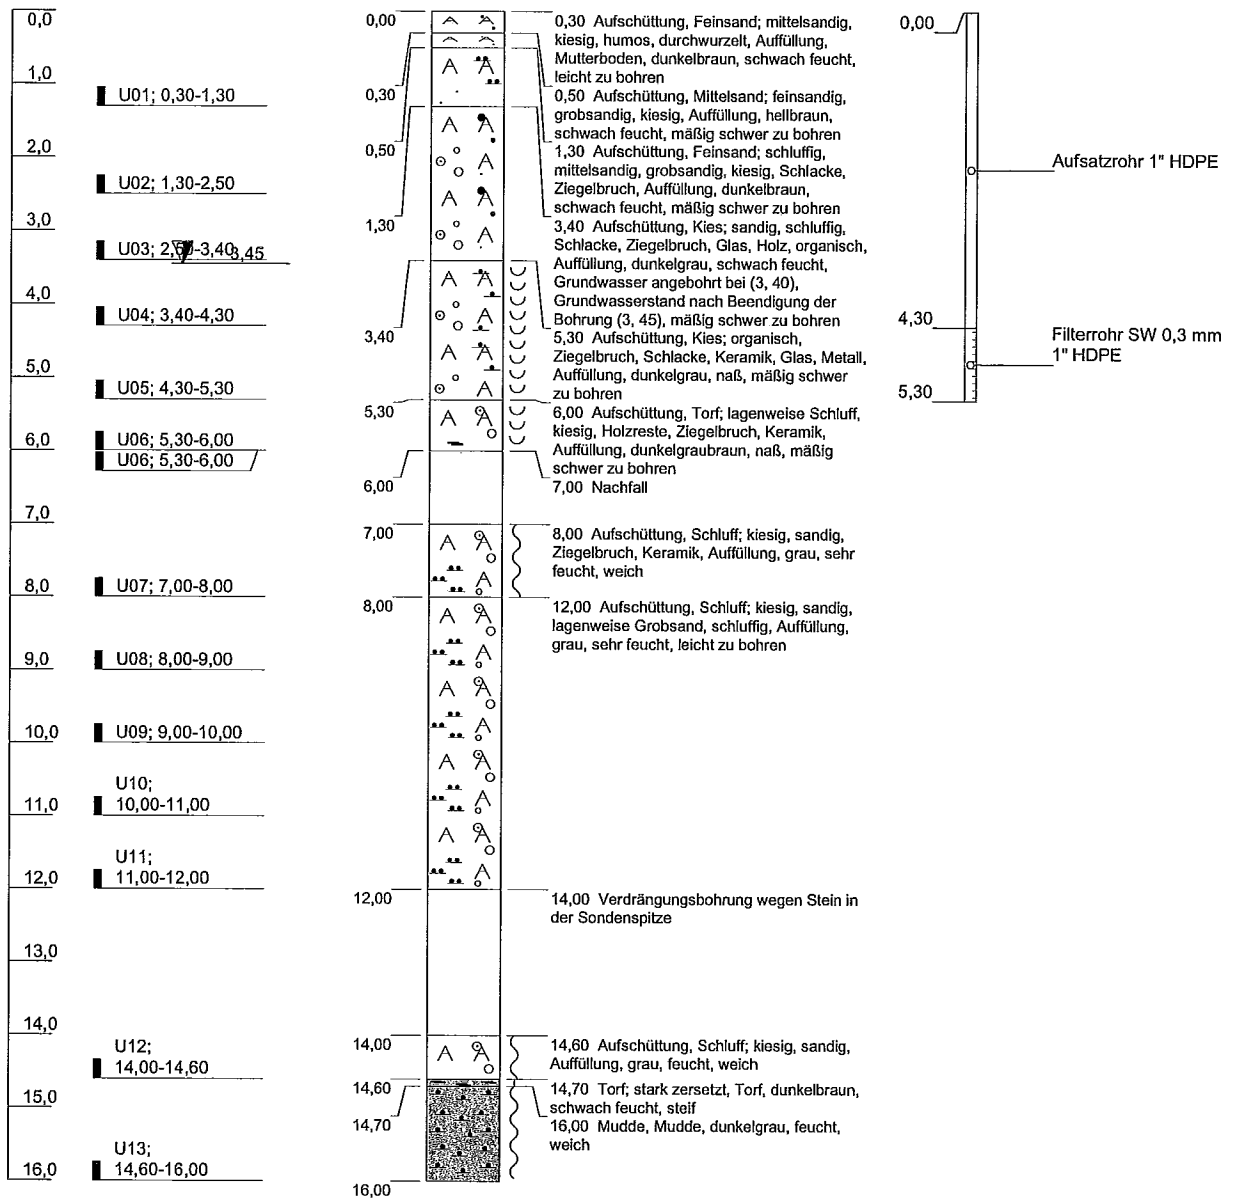 0,0
1,0
2,0
3,0
4,0
5,0
6,0
7,0
8,0
9,0
10,0
11,0
12,0
13,0
14,0
15,0
16,0
U01; 0,30-1,30
U02; 1,30-2,50
U03; 2,50-3,40
3,45
U04; 3,40-4,30
U05; 4,30-5,30
U06; 5,30-6,00
U06; 5,30-6,00
U07; 7,00-8,00
U08; 8,00-9,00
U09; 9,00-10,00
U10;
10,00-11,00
U11;
11,00-12,00
U12;
14,00-14,60
U13;
14,60-16,00
0,00
0,30
0,50
1,30
3,40
5,30
6,00
7,00
8,00
12,00
14,00
14,60
14,70
16,00
0,30 Aufschüttung, Feinsand; mittelsandig,
kiesig, humos, durchwurzelt, Auffüllung,
Mutterboden, dunkelbraun, schwach feucht,
leicht zu bohren
0,50 Aufschüttung, Mittelsand; feinsandig,
grobsandig, kiesig, Auffüllung, hellbraun,
schwach feucht, mäßig schwer zu bohren
1,30 Aufschüttung, Feinsand; schluffig,
mittelsandig, grobsandig, kiesig, Schlacke,
Ziegelbruch, Auffüllung, dunkelbraun,
schwach feucht, mäßig schwer zu bohren
3,40 Aufschüttung, Kies; sandig, schluffig,
Schlacke, Ziegelbruch, Glas, Holz, organisch,
Auffüllung, dunkelgrau, schwach feucht,
Grundwasser angebohrt bei (3, 40),
Grundwasserstand nach Beendigung der
Bohrung (3, 45), mäßig schwer zu bohren
5,30 Aufschüttung, Kies; organisch,
Ziegelbruch, Schlacke, Keramik, Glas, Metall,
Auffüllung, dunkelgrau, naß, mäßig schwer
zu bohren
6,00 Aufschüttung, Torf; lagenweise Schluff,
kiesig, Holzreste, Ziegelbruch, Keramik,
Auffüllung, dunkelgraubraun, naß, mäßig
schwer zu bohren
7,00 Nachfall
8,00 Aufschüttung, Schluff; kiesig, sandig,
Ziegelbruch, Keramik, Auffüllung, grau, sehr
feucht, weich
12,00 Aufschüttung, Schluff; kiesig, sandig,
lagenweise Grobsand, schluffig, Auffüllung,
grau, sehr feucht, leicht zu bohren
14,00 Verdrängungsbohrung wegen Stein in
der Sondenspitze
14,60 Aufschüttung, Schluff; kiesig, sandig,
Auffüllung, grau, feucht, weich
14,70 Torf; stark zersetzt, Torf, dunkelbraun,
schwach feucht, steif
16,00 Mudde, Mudde, dunkelgrau, feucht,
weich
0,00
4,30
5,30
Aufsatzrohr 1" HDPE
Filterrohr SW 0,3 mm
1" HDPE